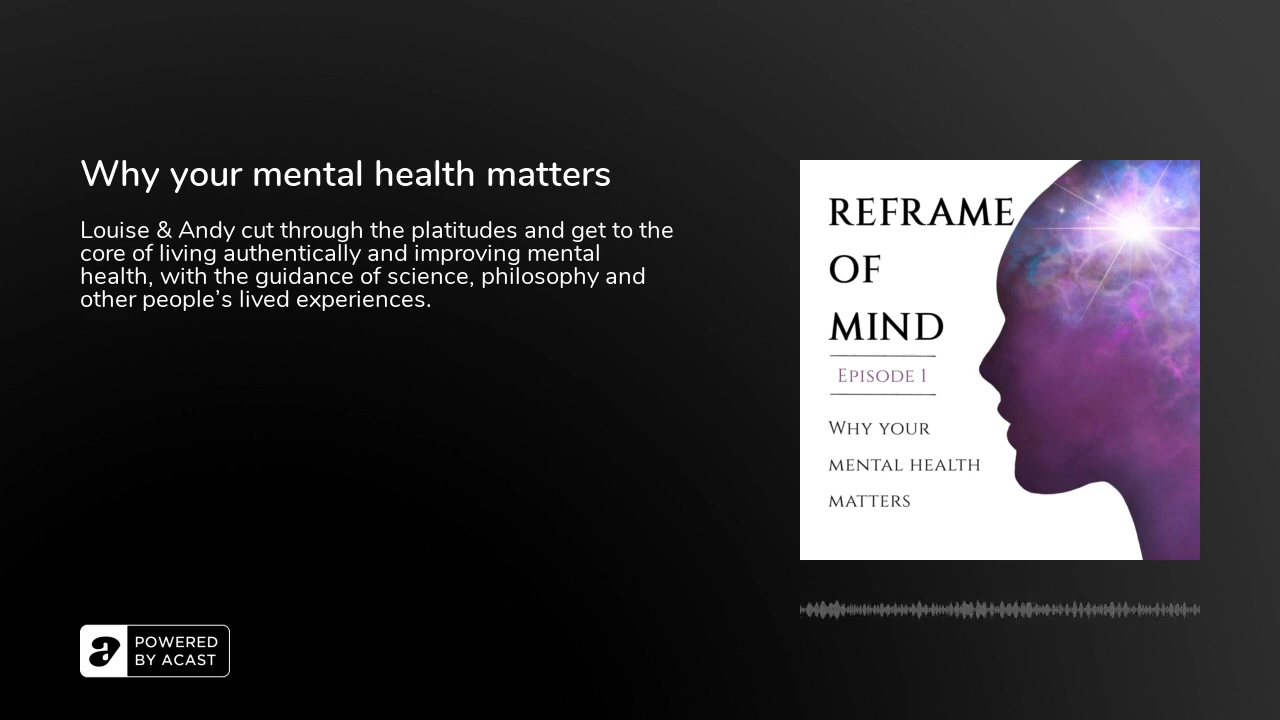 Why your mental health matters
Louise & Andy cut through the platitudes and get to the
core of living authentically and improving mental
health, with the guidance of science, philosophy and
other people’s lived experiences.
REFRAME
OF
MIND
Episode 1
Why your
mental health
matters
POWERED
BY ACAST